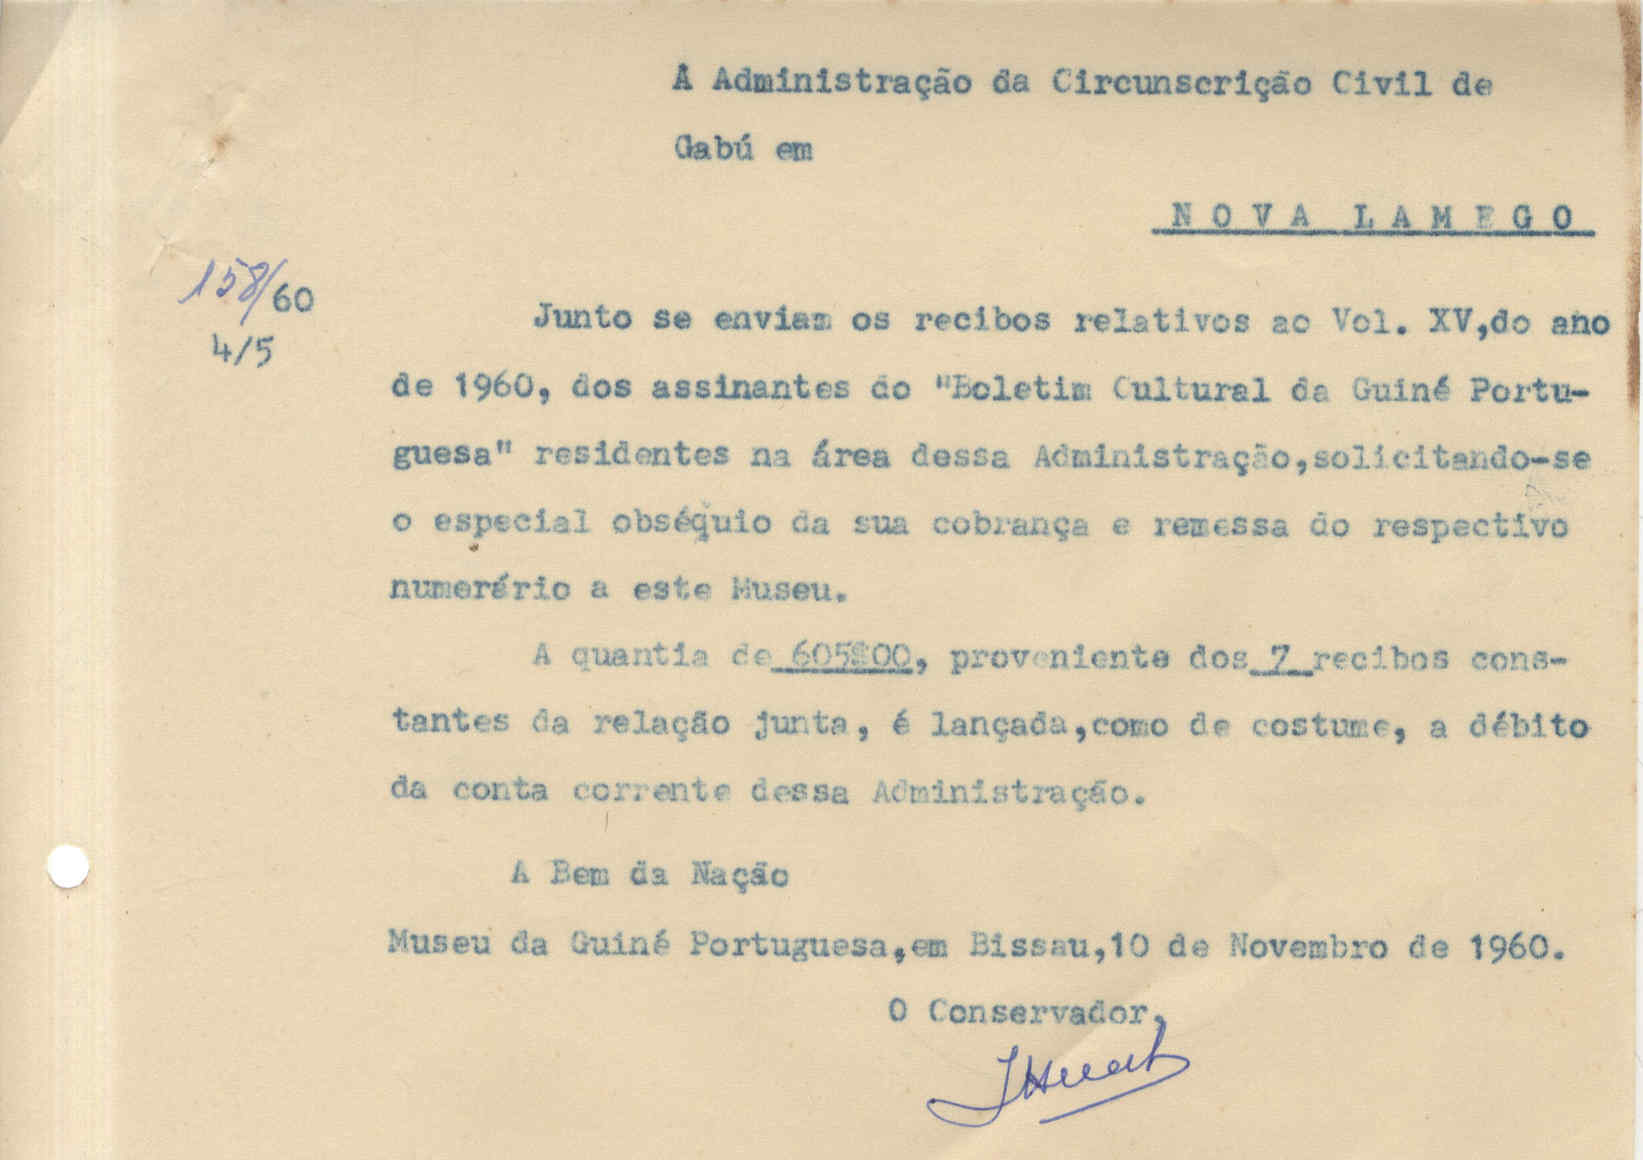 À Administração da Circunscrição Civil de
Gabú em
N O V A L A M E G O
158/60
4/5
Junto se enviam os recibos relativos ao Vol. XV,do ano
de 1960, dos assinantes do "Boletim Cultural da Guiné Portu-
guesa" residentes na área dessa Administração,solicitando-se
o especial obséquio da sua cobrança e remessa do respectivo
numerário a este Museu.
A quantia de 605$00, proveniente dos 7 recibos cons-
tantes da relação junta, é lançada,como de costume, a débito
da conta corrente dessa Administração.
A Bem da Nação
Museu da Guiné Portuguesa,em Bissau,10 de Novembro de 1960.
O Conservador,